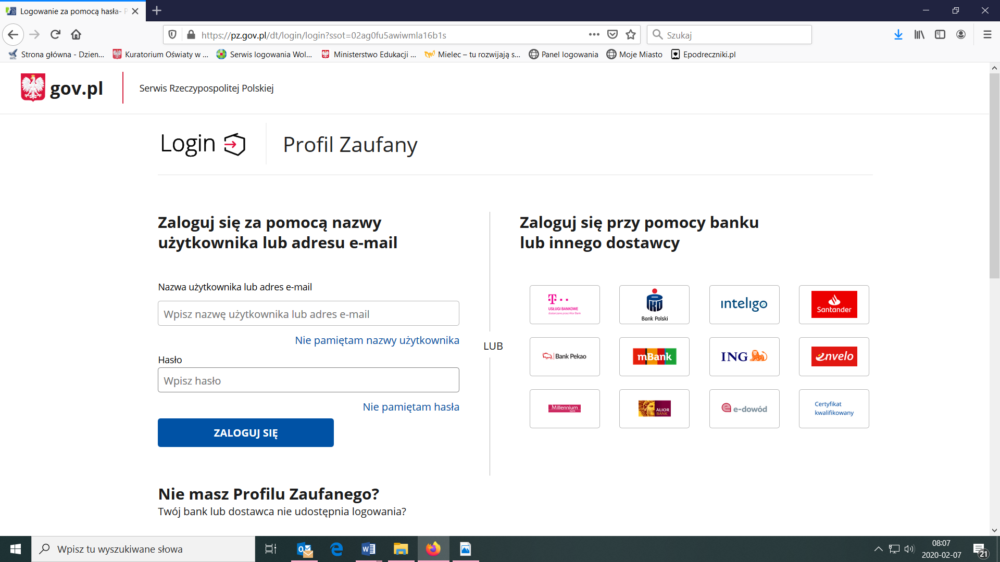 Logowanie za pomocą hasła- P
https://pz.gov.pl/dt/login/login?ssot=02ag0fu5awiwmla16b1s
Szukaj
Strona główna - Dzien...
Kuratorium Oświaty w ...
Serwis logowania Wol...
Ministerstwo Edukacji ...
Mielec – tu rozwijają s...
Panel logowania
Moje Miasto
Epodreczniki.pl
gov.pl
Serwis Rzeczypospolitej Polskiej
Login
Profil Zaufany
Zaloguj się za pomocą nazwy
użytkownika lub adresu e-mail
Nazwa użytkownika lub adres e-mail
Wpisz nazwę użytkownika lub adres e-mail
Nie pamiętam nazwy użytkownika
Hasło
Wpisz hasło
Nie pamiętam hasła
ZALOGUJ SIĘ
LUB
Zaloguj się przy pomocy banku
lub innego dostawcy
T
USŁUGI BANKOWE
dostarczane przez Alior Bank
PKO
Bank Polski
inteligo
Santander
Bank Pekao
mBank
ING
envelo
Millennium
bank
ALIOR
BANK
e-dowód
Certyfikat
kwalifikowany
Nie masz Profilu Zaufanego?
Twój bank lub dostawca nie udostępnia logowania?
Wpisz tu wyszukiwane słowa
08:07
2020-02-07
21